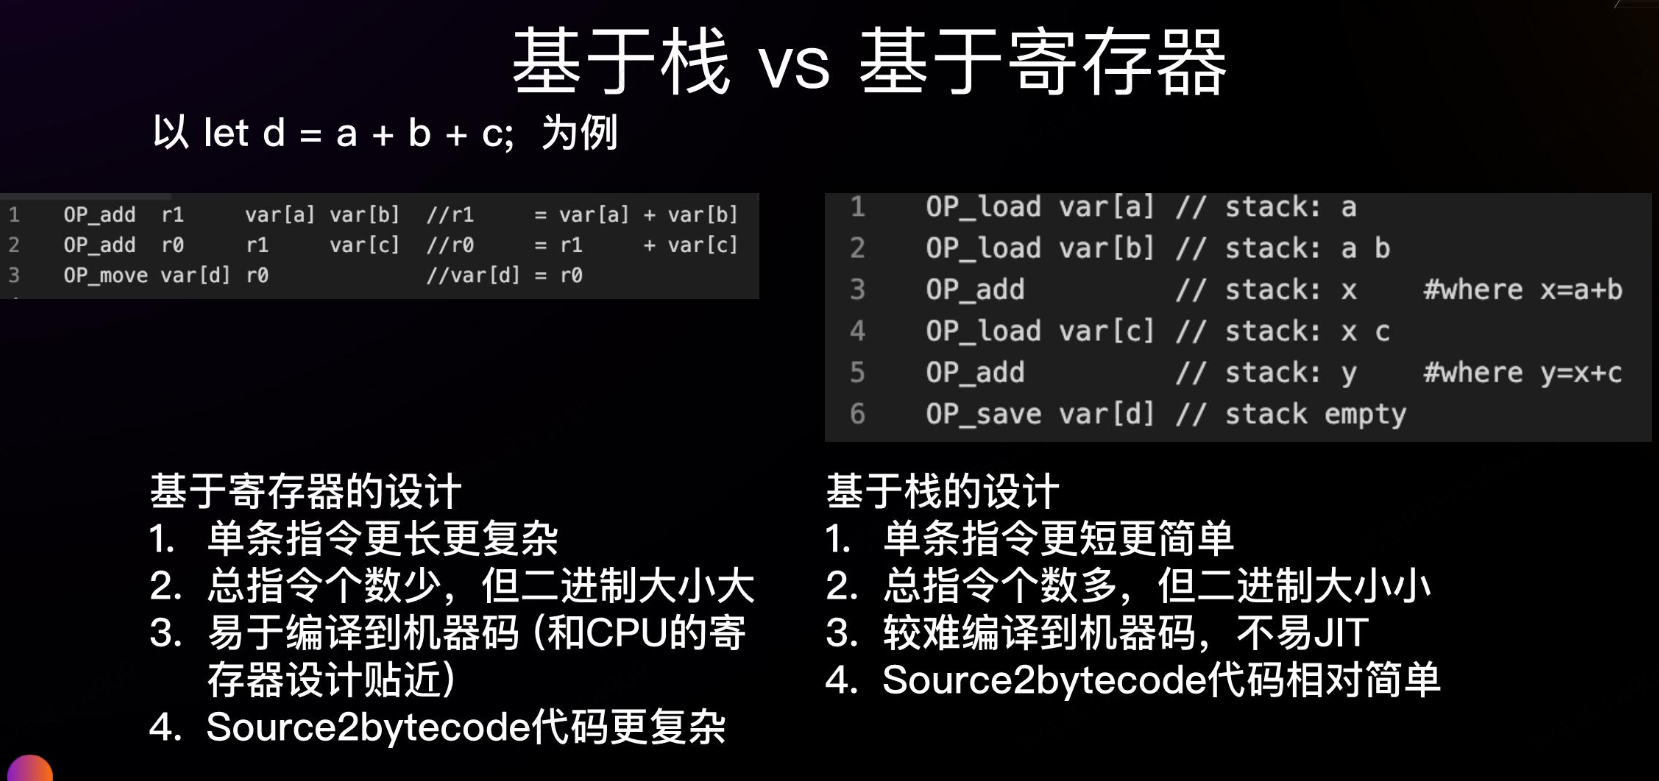 基于栈 vs 基于寄存器
以 let d = a + b + c; 为例
1 OP_add r1 var[a] var[b] //r1 = var[a] + var[b]
2 OP_add r0 r1 var[c] //r0 = r1 + var[c]
3 OP_move var[d] r0 //var[d] = r0
1 OP_load var[a] // stack: a
2 OP_load var[b] // stack: a b
3 OP_add // stack: x #where x=a+b
4 OP_load var[c] // stack: x c
5 OP_add // stack: y #where y=x+c
6 OP_save var[d] // stack empty
基于寄存器的设计
1. 单条指令更长更复杂
2. 总指令个数少，但二进制大小大
3. 易于编译到机器码 (和CPU的寄
存器设计贴近）
4. Source2bytecode代码更复杂
基于栈的设计
1. 单条指令更短更简单
2. 总指令个数多，但二进制大小小
3. 较难编译到机器码，不易JIT
4. Source2bytecode代码相对简单